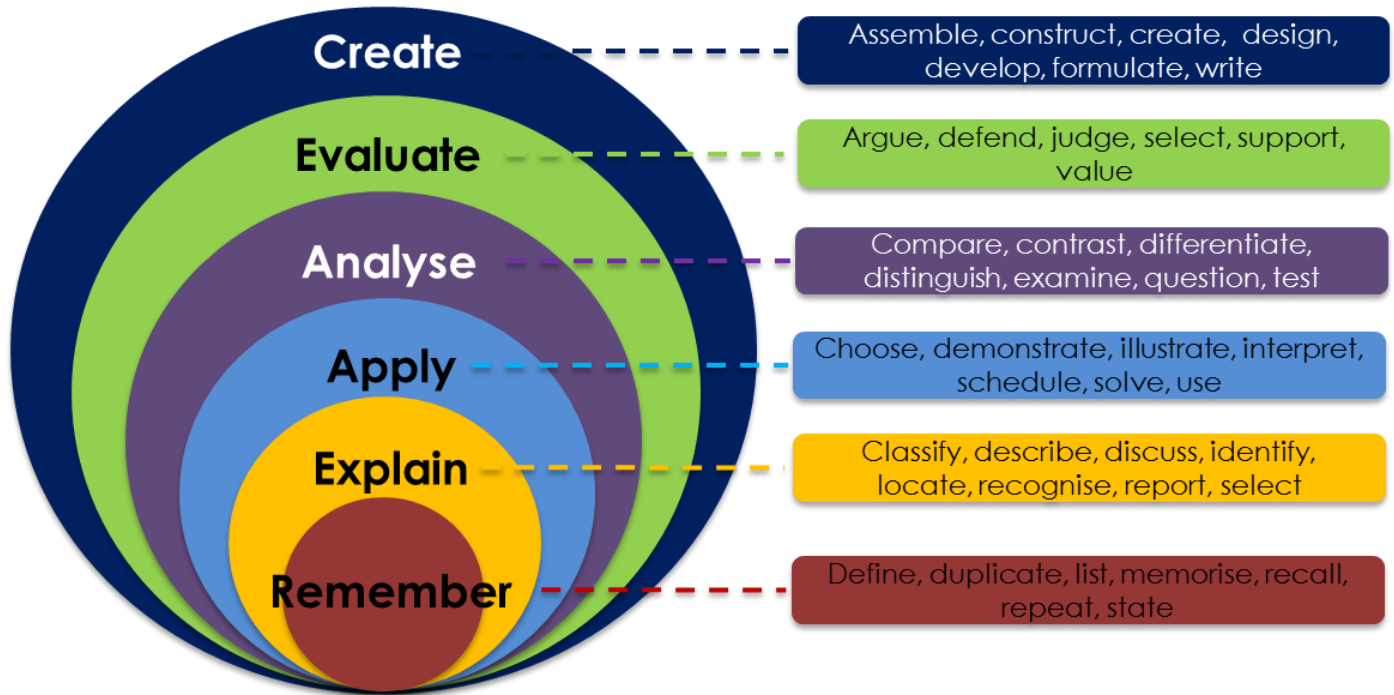 Create
Assemble, construct, create, design,
develop, formulate, write
Evaluate
Argue, defend, judge, select, support,
value
Analyse
Compare, contrast, differentiate,
distinguish, examine, question, test
Apply
Choose, demonstrate, illustrate, interpret,
schedule, solve, use
Explain
Classify, describe, discuss, identify,
locate, recognise, report, select
Remember
Define, duplicate, list, memorise, recall,
repeat, state